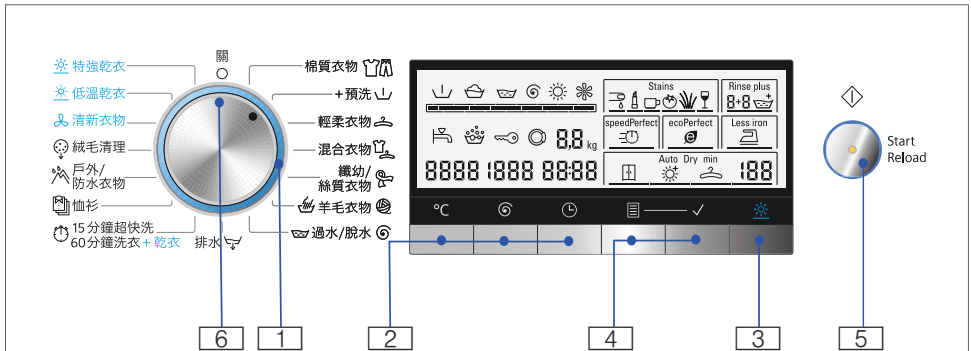 關
特強乾衣
低溫乾衣
清新衣物
絨毛清理
戶外/
防水衣物
恤衫
15分鐘超快洗
60分鐘洗衣+乾衣
排水
棉質衣物
+預洗
輕柔衣物
混合衣物
纖幼/
絲質衣物
羊毛衣物
過水/脫水
Stains
Rinse plus
8+8
speedPerfect
ecoPerfect
Less iron
8,8 kg
Auto Dry min
8888 1888 88:88
188
°C
Start
Reload
6
1
2
4
3
5